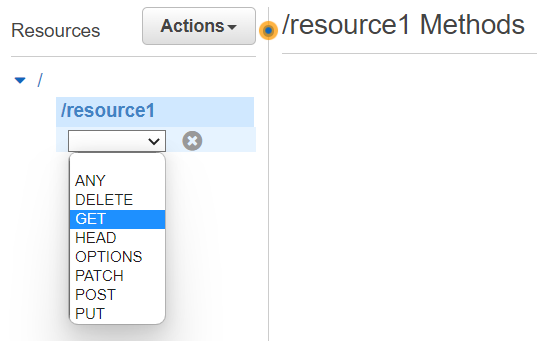 Resources
Actions
/resource1 Methods
/
/resource1
ANY
DELETE
GET
HEAD
OPTIONS
PATCH
POST
PUT